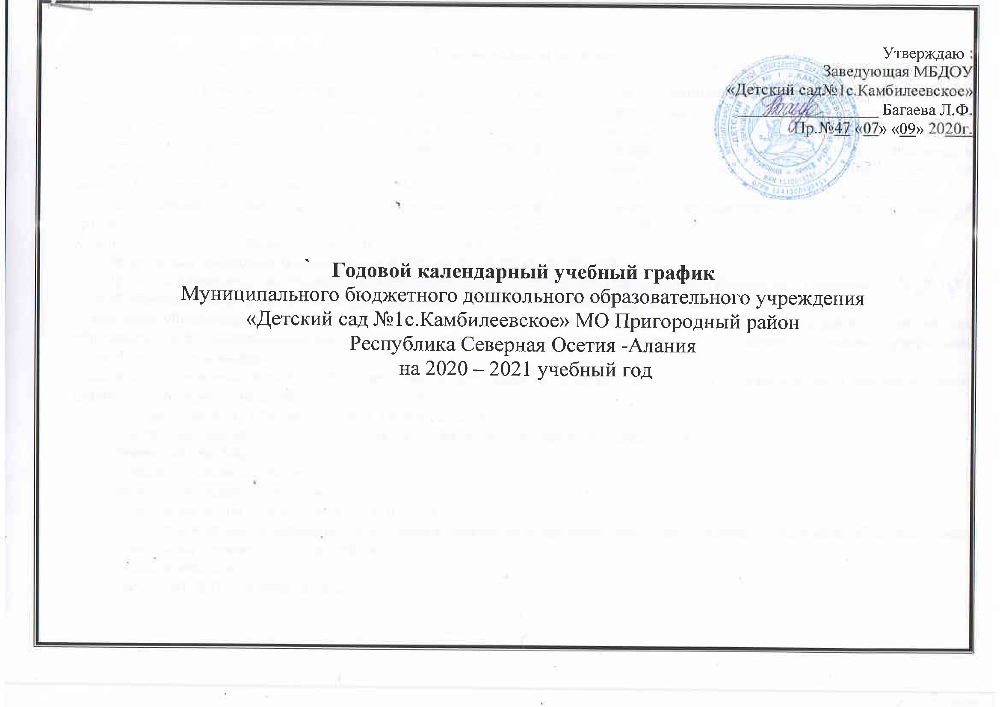 Утверждаю :
Заведующая МБДОУ
«Детский сад№1с.Камбилеевское»
____________________ Багаева Л.Ф.
Пр.№47 «07» «09» 2020г.
Годовой календарный учебный график
Муниципального бюджетного дошкольного образовательного учреждения
«Детский сад №1с.Камбилеевское» МО Пригородный район
Республика Северная Осетия -Алания
на 2020 – 2021 учебный год